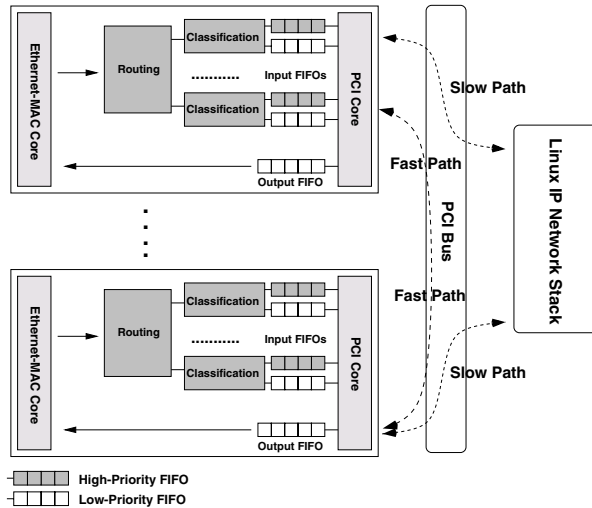 Ethernet-MAC Core
Routing
Classification
...........
Input FIFOs
Classification
PCI Core
Output FIFO
Fast Path
Slow Path
PCI Bus
Linux IP Network Stack
Ethernet-MAC Core
Routing
Classification
...........
Input FIFOs
Classification
PCI Core
Output FIFO
Fast Path
Slow Path
High-Priority FIFO
Low-Priority FIFO